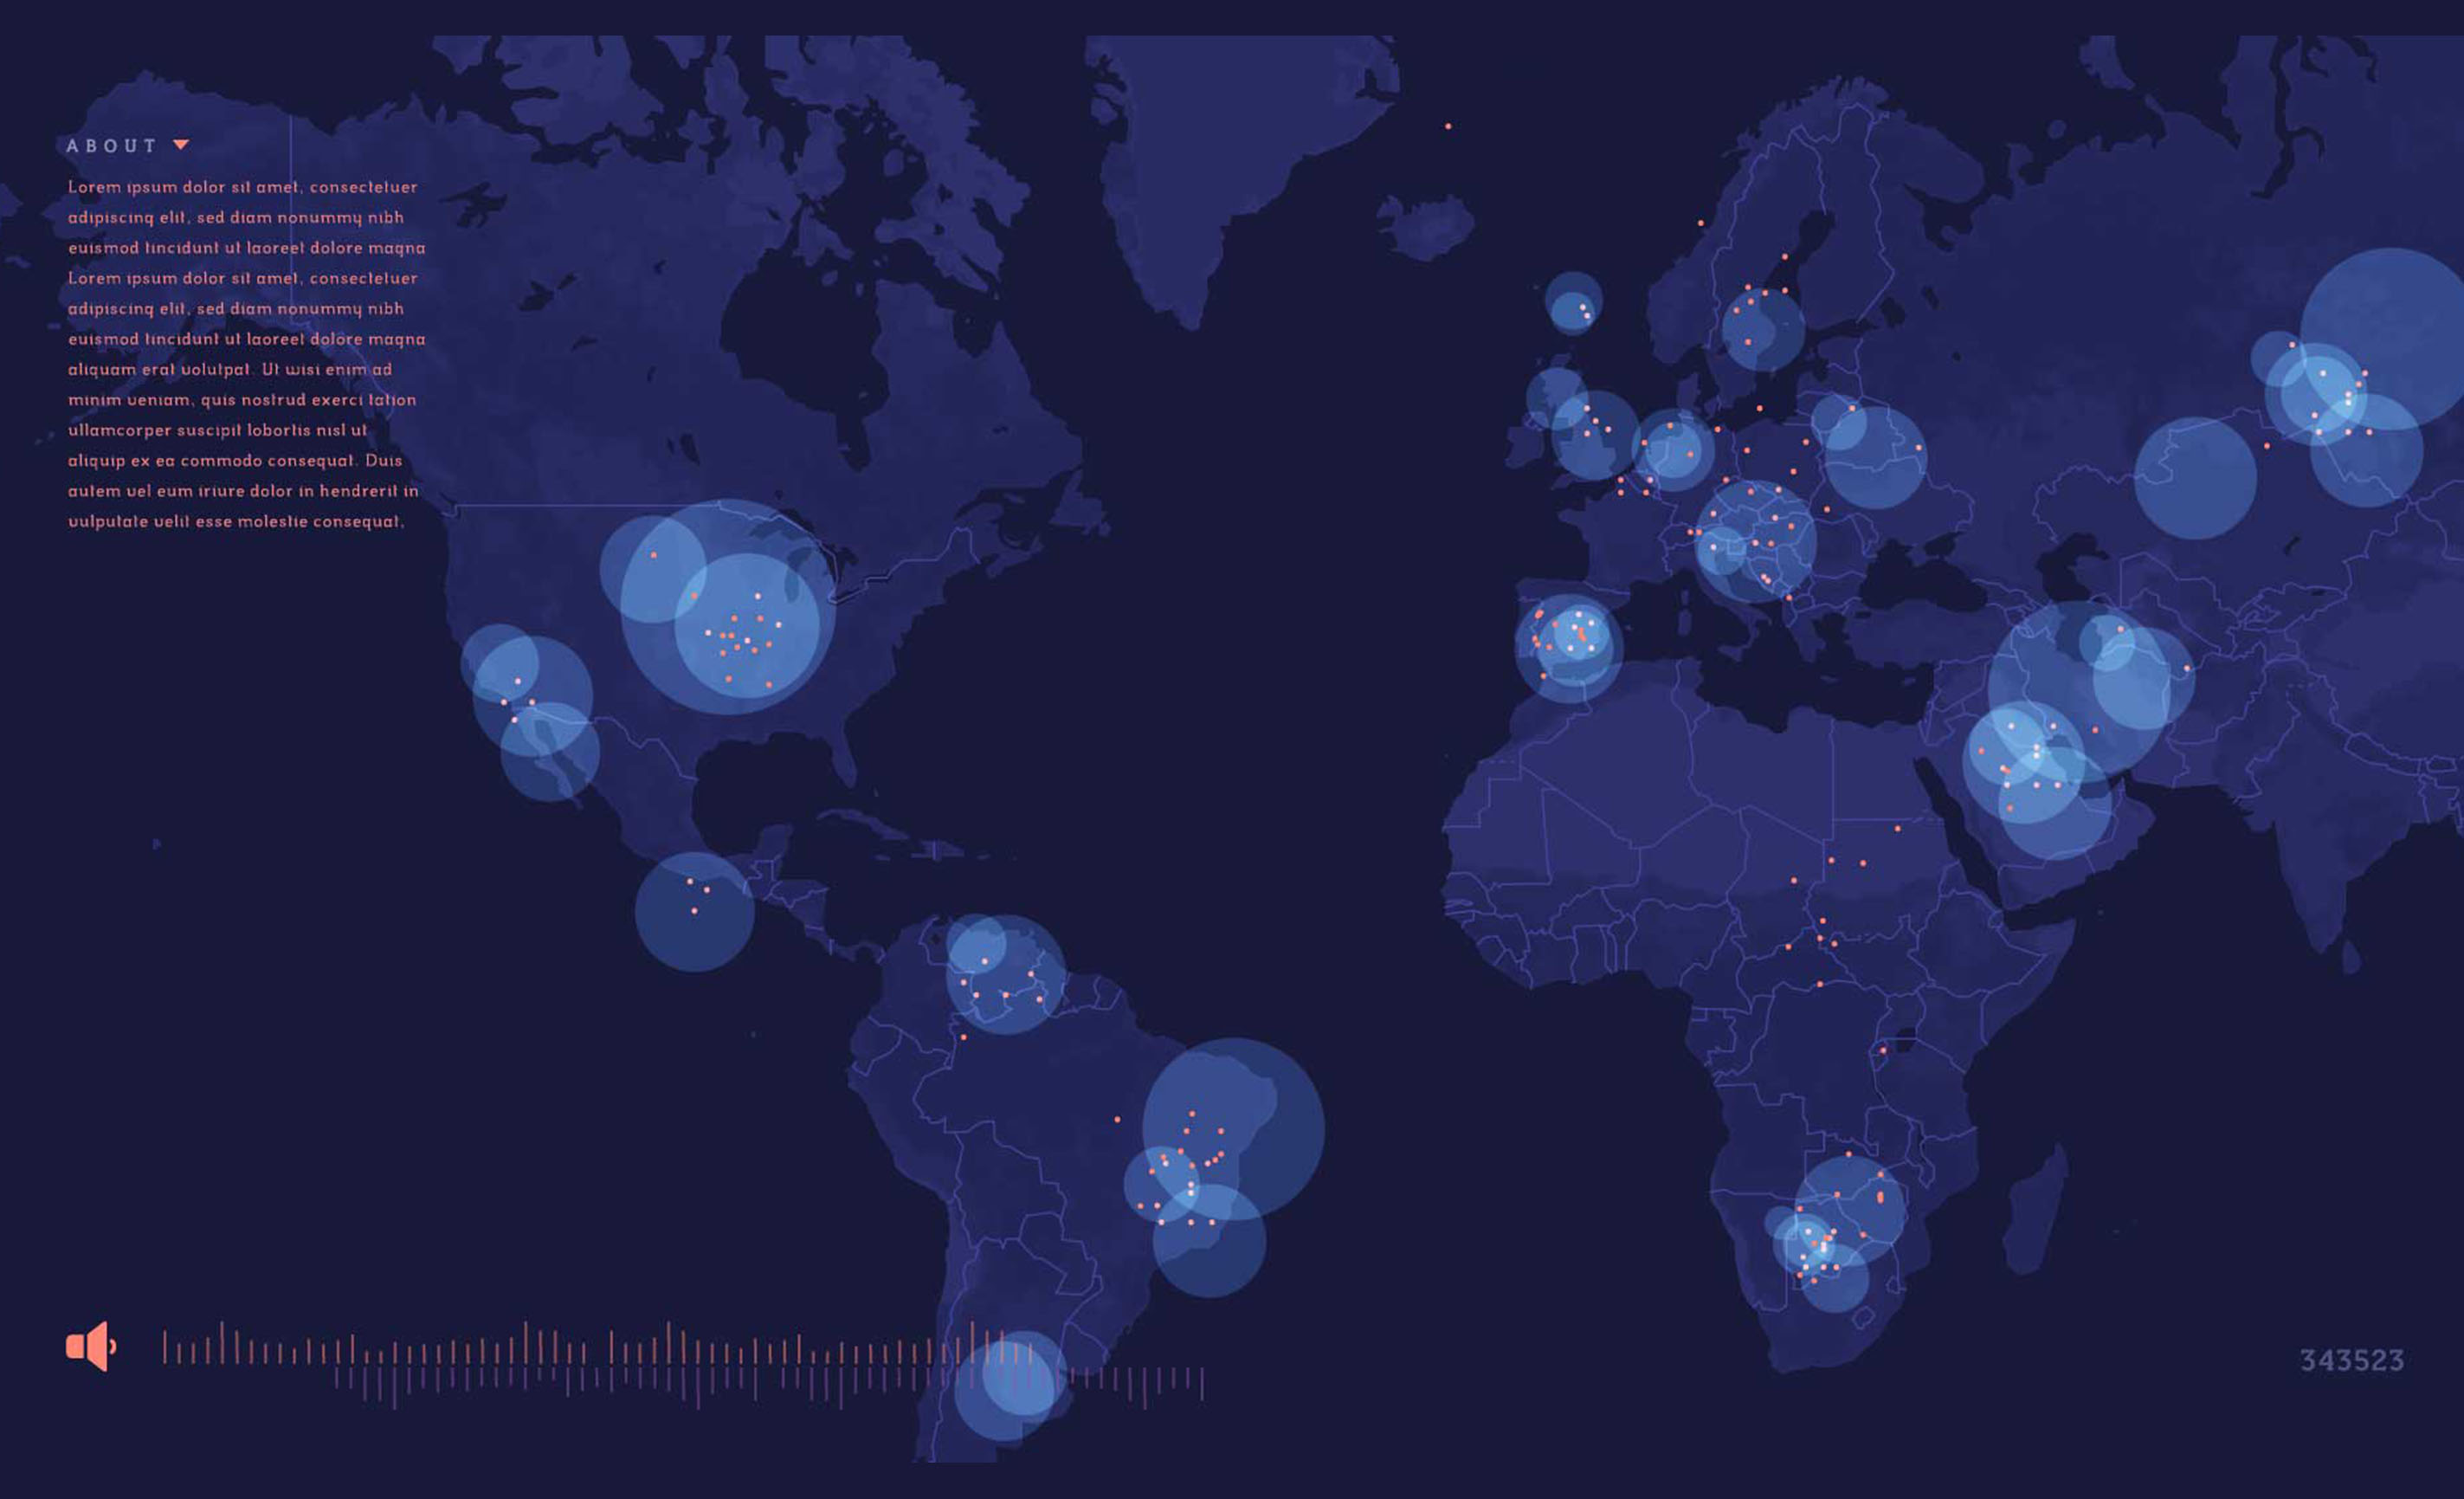 ABOUT
Lorem ipsum dolor sit amet, consectetuer
adipiscing elit, sed diam nonummy nibh
euismod tincidunt ut laoreet dolore magna
Lorem ipsum dolor sit amet, consectetuer
adipiscing elit, sed diam nonummy nibh
euismod tincidunt ut laoreet dolore magna
aliquam erat volutpat. Ut wisi enim ad
minim veniam, quis nostrud exerci tation
ullamcorper suscipit lobortis nisl ut
aliquip ex ea commodo consequat. Duis
autem vel eum iriure dolor in hendrerit in
vulputate velit esse molestie consequat,
343523